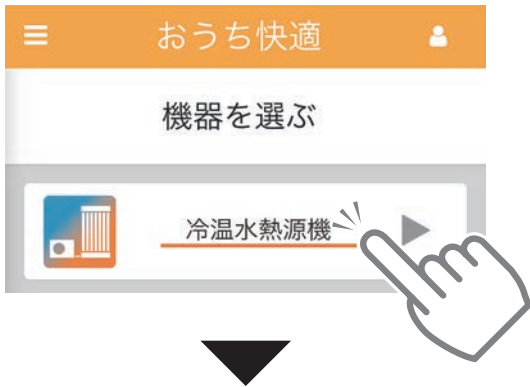 おうち快適
機器を選ぶ
冷温水熱源機